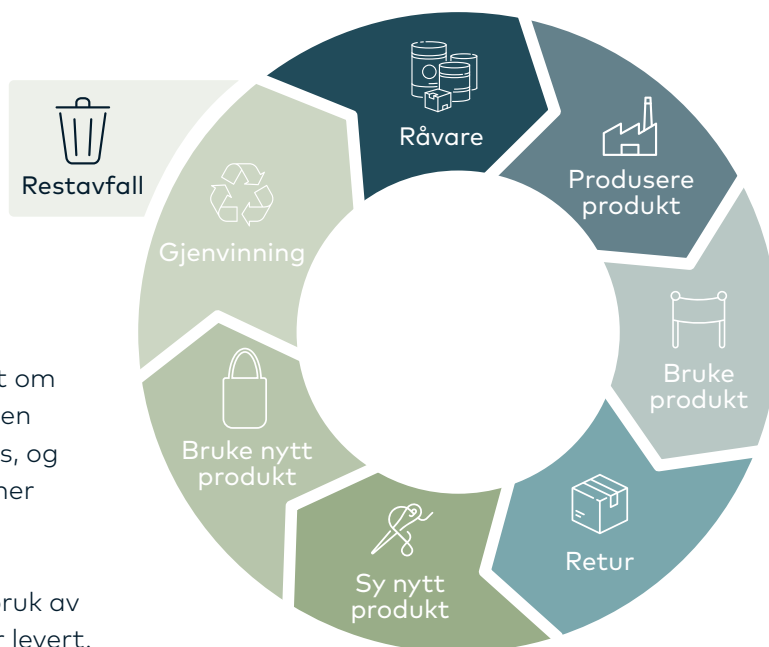 Råvare
Produsere
produkt
Bruke
produkt
Retur
Sy nytt
produkt
Bruke nytt
produkt
Gjenvinning
Restavfall
t om
en
s, og
ner
ruk av
r levert.